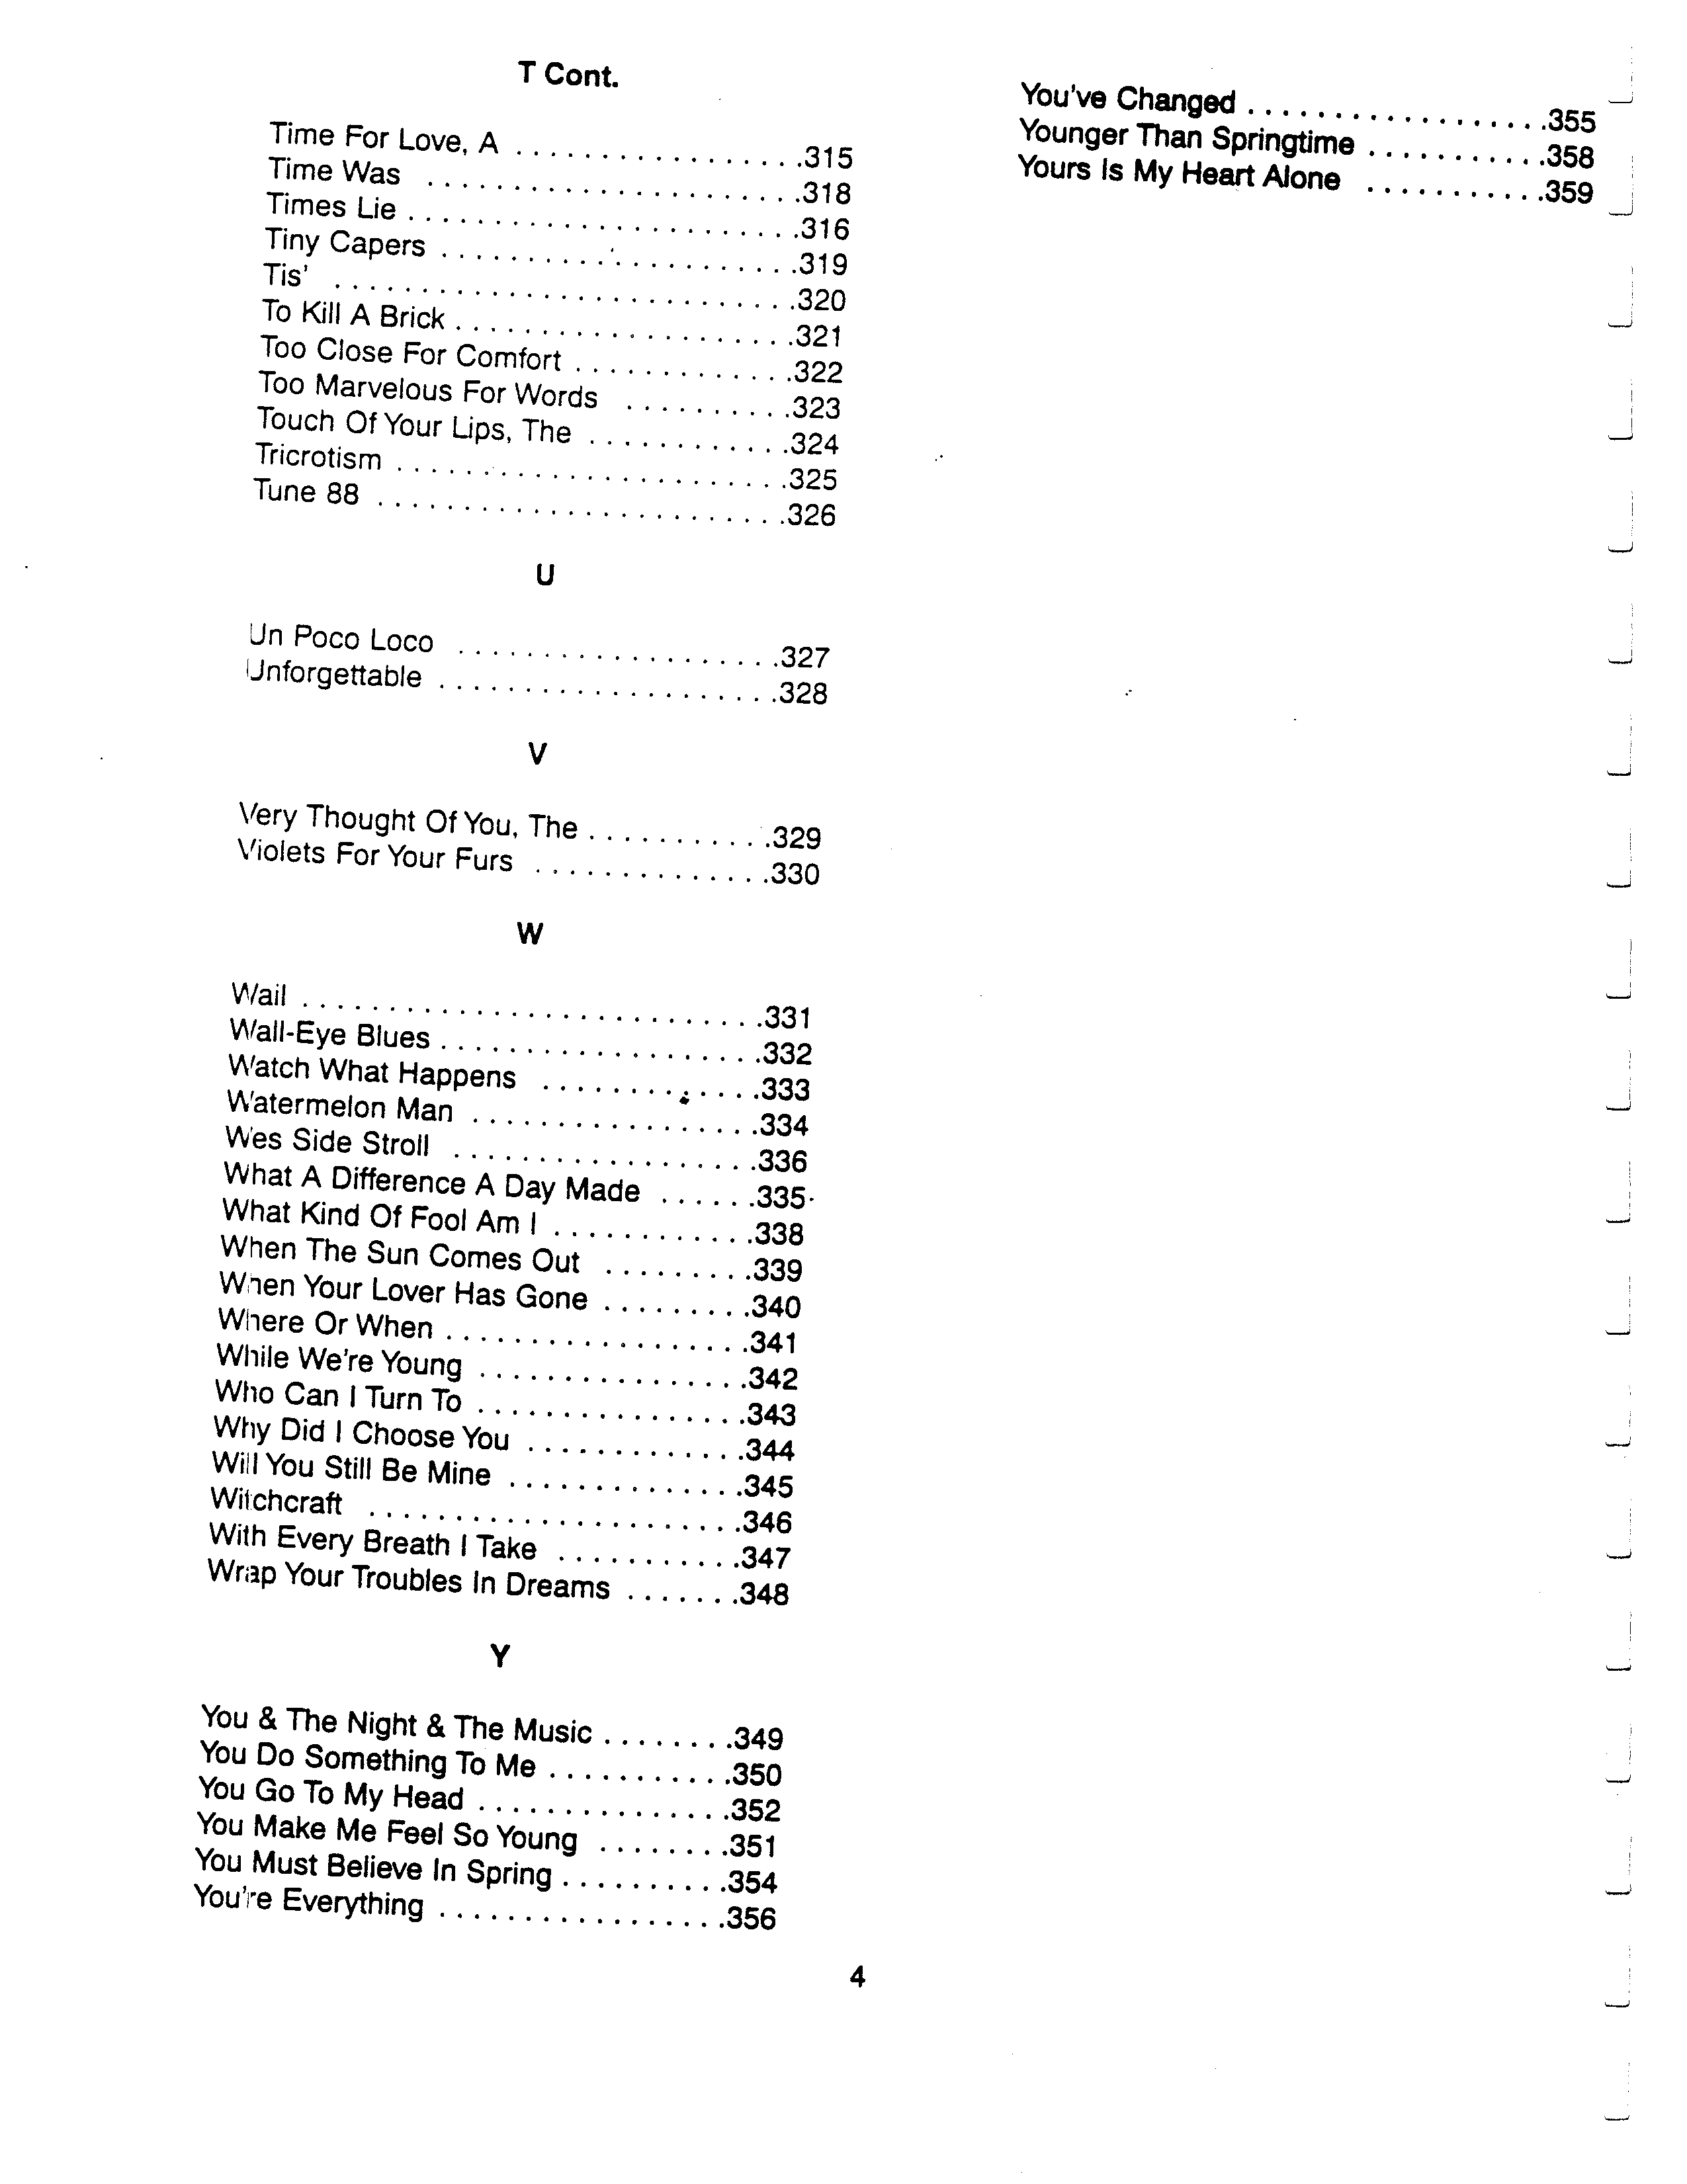 T Cont.
Time For Love, A .................315
Time Was ......................318
Times Lie .......................316
Tiny Capers .....................319
Tis' ...........................320
To Kill A Brick ....................321
Too Close For Comfort .............322
Too Marvelous For Words ..........323
Touch Of Your Lips, The ............324
Tricrotism .......................325
Tune 88 ........................326
U
Un Poco Loco ...................327
Unforgettable ....................328
V
Very Thought Of You, The ...........329
Violets For Your Furs ..............330
W
Wail ...........................331
Wall-Eye Blues ...................332
Watch What Happens .............333
Watermelon Man .................334
Wes Side Stroll ..................336
What A Difference A Day Made ......335
What Kind Of Fool Am I ............338
When The Sun Comes Out .........339
When Your Lover Has Gone .........340
Where Or When ..................341
While We're Young ................342
Who Can I Turn To ................343
Why Did I Choose You .............344
Will You Still Be Mine ..............345
Witchcraft ......................346
With Every Breath I Take ...........347
Wrap Your Troubles In Dreams .......348
Y
You & The Night & The Music ........349
You Do Something To Me ...........350
You Go To My Head ...............352
You Make Me Feel So Young ........351
You Must Believe In Spring ..........354
You're Everything .................356
You've Changed ..................355
Younger Than Springtime ...........358
Yours Is My Heart Alone ...........359
4